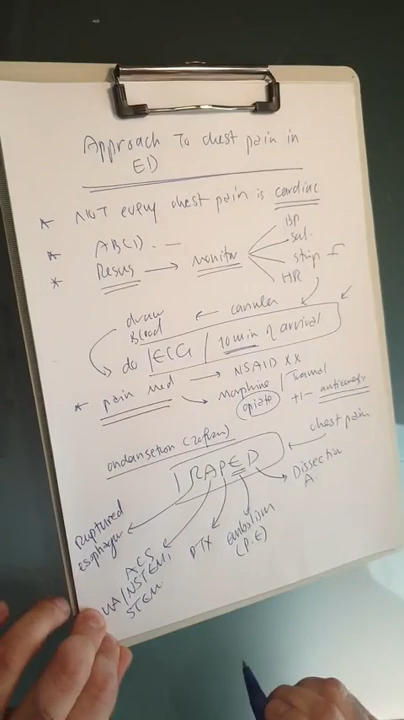 Approach To chest pain in
ED
* NOT every chest pain is cardiac
* ABCD. —
* Resus → monitor
BP
sat.
strip
HR
cannula
draw
Blood
do ECG / 10 min of arrival
* pain med → NSAID XX
→ Morphine / Tramal
opiate +/- antiemetic
ondansetron (zofran)
chest pain
TRAPED
Ruptured
Esophagus
ACS
UA/NSTEMI
STEMI
PTX
embolism
(P.E)
Dissection
A.